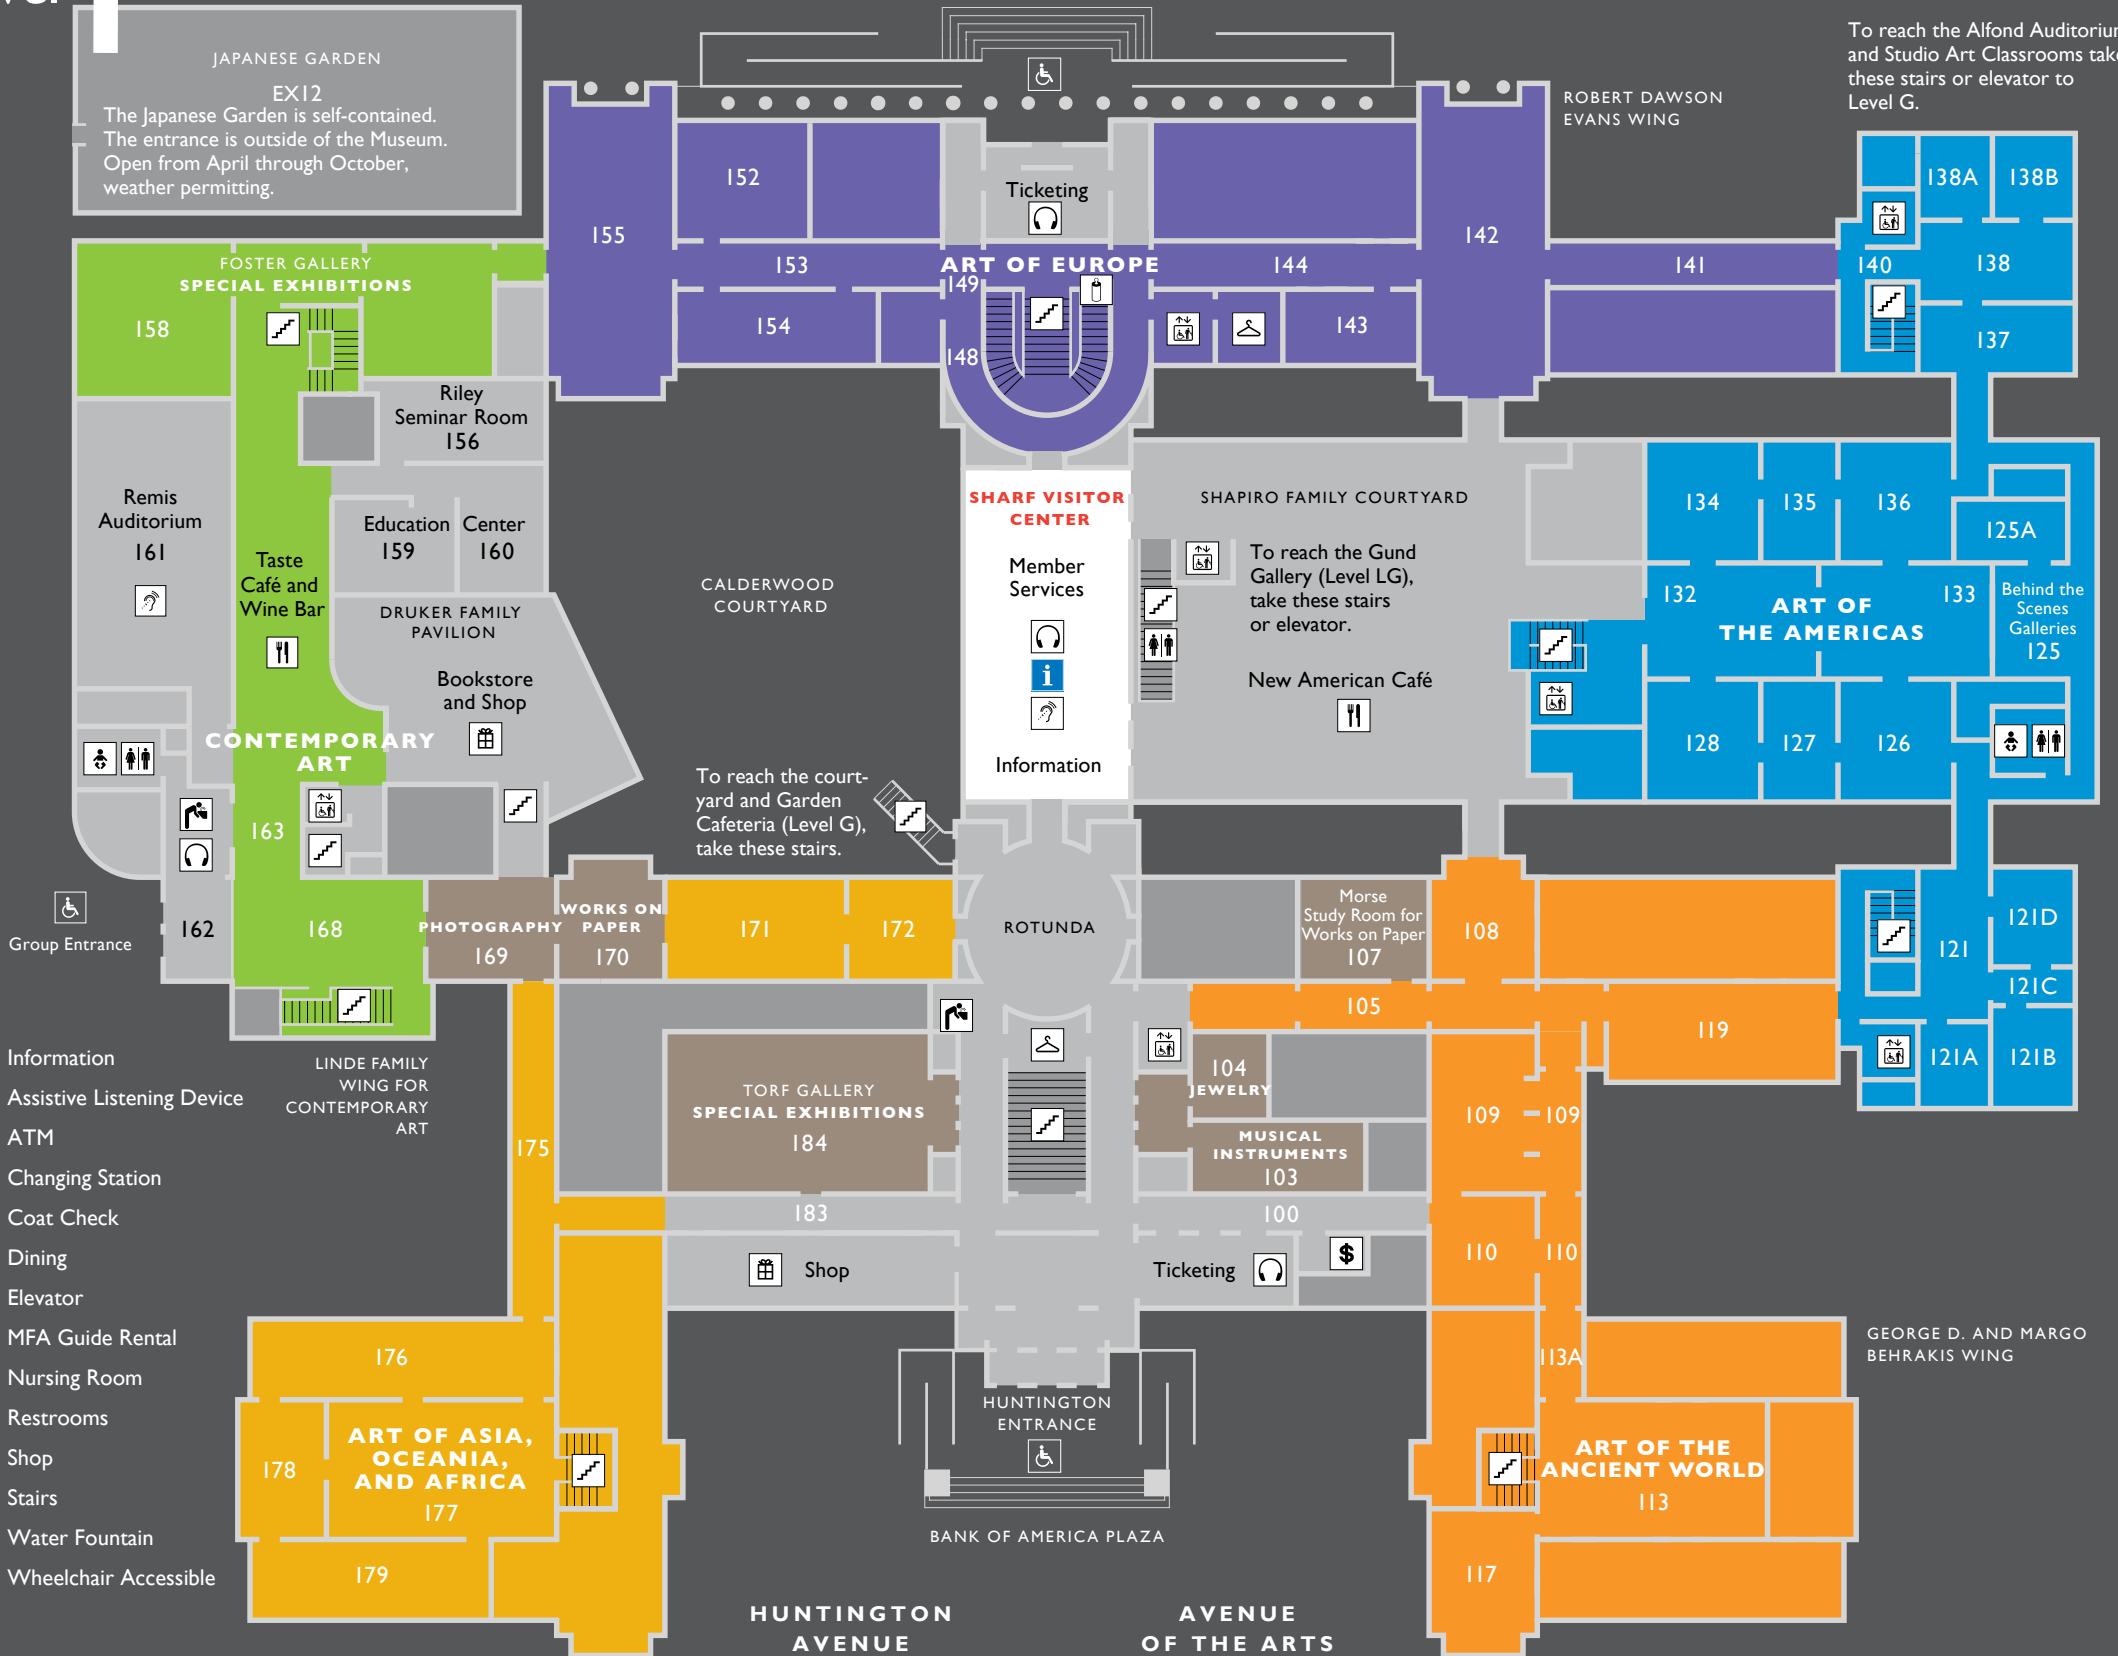 JAPANESE GARDEN
EX12
The Japanese Garden is self-contained.
The entrance is outside of the Museum.
Open from April through October,
weather permitting.
To reach the Alfond Auditorium
and Studio Art Classrooms take
these stairs or elevator to
Level G.
ROBERT DAWSON
EVANS WING
138A
138B
152
Ticketing
155
142
153
ART OF EUROPE
144
141
140
138
149
FOSTER GALLERY
SPECIAL EXHIBITIONS
158
154
148
143
137
Riley
Seminar Room
156
Remis
Auditorium
161
Education
159
Center
160
Taste
Café and
Wine Bar
DRUKER FAMILY
PAVILION
Bookstore
and Shop
CALDERWOOD
COURTYARD
SHARF VISITOR
CENTER
Member
Services
i
Information
SHAPIRO FAMILY COURTYARD
To reach the Gund
Gallery (Level LG),
take these stairs
or elevator.
New American Café
134
135
136
125A
132
ART OF
THE AMERICAS
133
Behind the
Scenes
Galleries
125
128
127
126
CONTEMPORARY
ART
163
To reach the court-
yard and Garden
Cafeteria (Level G),
take these stairs.
Group Entrance
162
168
PHOTOGRAPHY
169
WORKS ON
PAPER
170
171
172
ROTUNDA
Morse
Study Room for
Works on Paper
107
108
121
121D
121C
105
119
121A
121B
LINDE FAMILY
WING FOR
CONTEMPORARY
ART
TORF GALLERY
SPECIAL EXHIBITIONS
184
104
JEWELRY
MUSICAL
INSTRUMENTS
103
109
109
175
183
100
110
110
Shop
Ticketing
$
Information
Assistive Listening Device
ATM
Changing Station
Coat Check
Dining
Elevator
MFA Guide Rental
Nursing Room
Restrooms
Shop
Stairs
Water Fountain
Wheelchair Accessible
176
178
ART OF ASIA,
OCEANIA,
AND AFRICA
177
179
HUNTINGTON
ENTRANCE
BANK OF AMERICA PLAZA
113A
GEORGE D. AND MARGO
BEHRAKIS WING
ART OF THE
ANCIENT WORLD
113
117
HUNTINGTON
AVENUE
AVENUE
OF THE ARTS